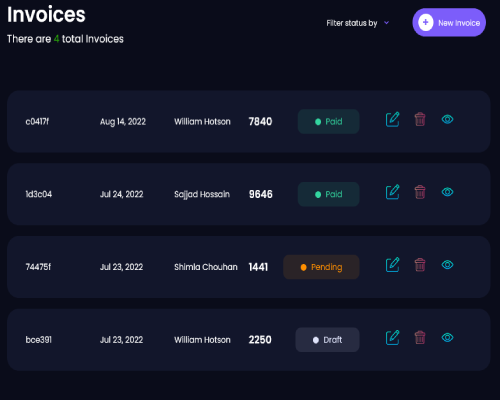 Invoices
There are 4 total Invoices
Filter status by
+ New Invoice
c0417f Aug 14, 2022 William Hotson 7840 Paid
1d3c04 Jul 24, 2022 Sajjad Hossain 9646 Paid
74475f Jul 23, 2022 Shimla Chouhan 1441 Pending
bce391 Jul 23, 2022 William Hotson 2250 Draft